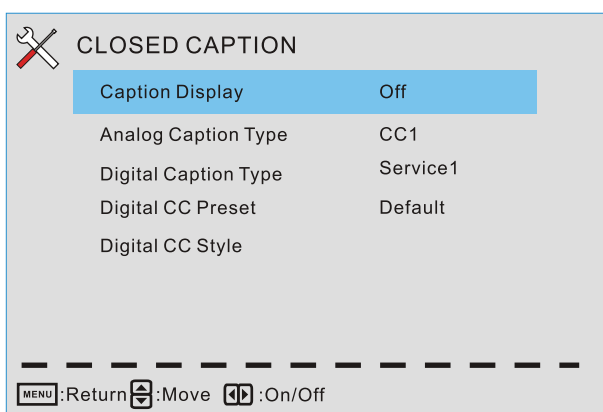 CLOSED CAPTION
Caption Display Off
Analog Caption Type CC1
Digital Caption Type Service1
Digital CC Preset Default
Digital CC Style
MENU :Return :Move :On/Off